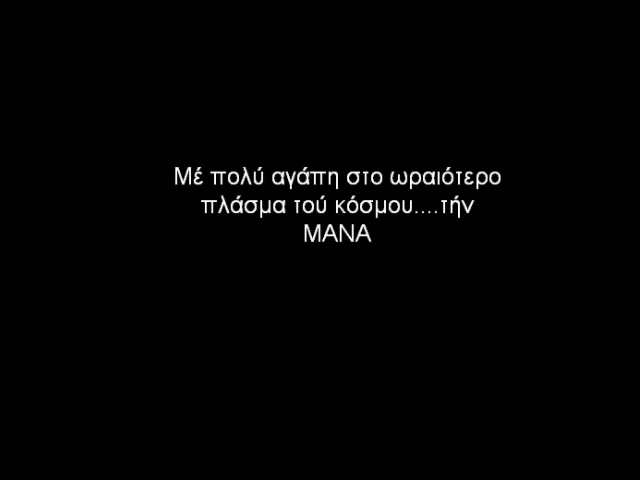 Μέ πολύ αγάπη στο ωραιότερο
πλάσμα τού κόσμου....τήν
ΜΑΝΑ